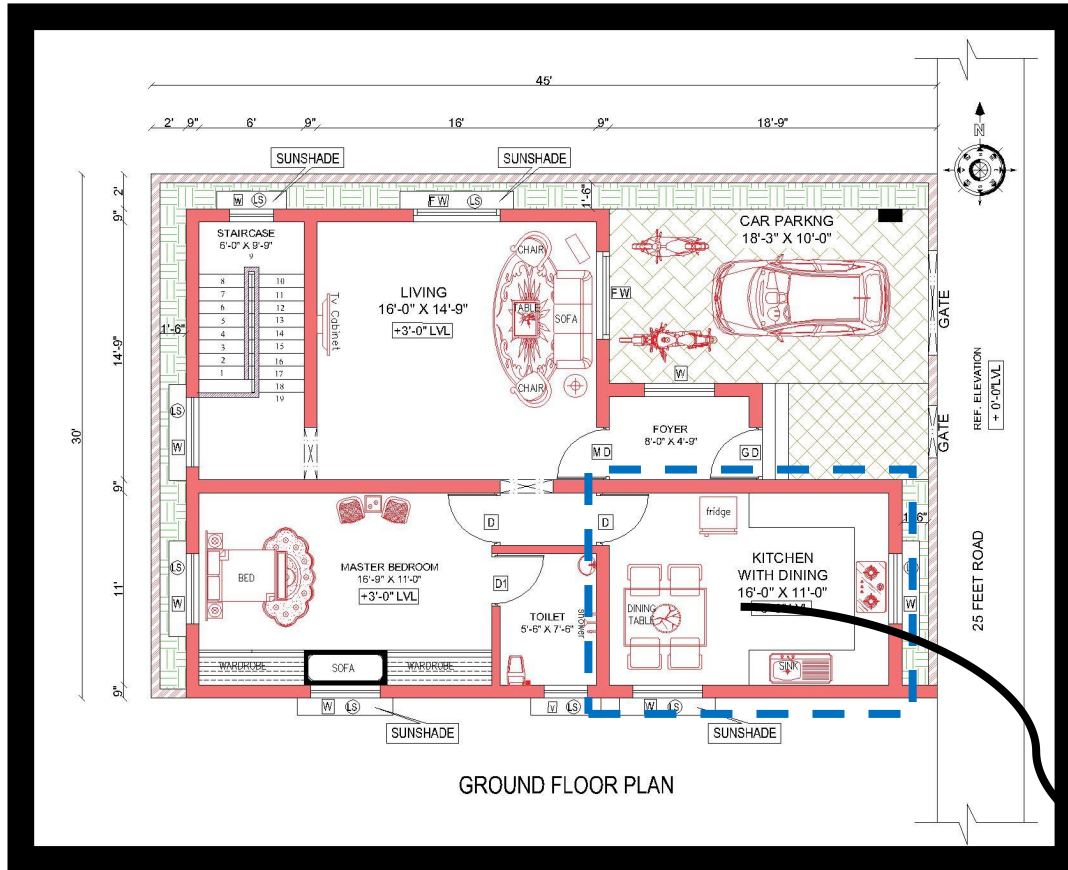 45'
2'
9"
6'
9"
16'
9"
18'-9"
SUNSHADE
SUNSHADE
N
W
LS
F W
LS
1'-6"
2'
9"
14'-9"
30'
9"
11'
9"
1'-6"
STAIRCASE
6'-0" X 9'-9"
9
8
10
7
11
6
12
5
13
4
14
3
15
2
16
1
17
18
19
Tv Cabinet
LIVING
16'-0" X 14'-9"
+3'-0" LVL
CHAIR
TABLE
SOFA
CHAIR
F W
CAR PARKNG
18'-3" X 10'-0"
W
GATE
GATE
REF. ELEVATION
+ 0'-0"LVL
25 FEET ROAD
FOYER
8'-0" X 4'-9"
M D
G D
LS
W
LS
W
D
D
D1
MASTER BEDROOM
16'-9" X 11'-0"
+3'-0" LVL
BED
WARDROBE
SOFA
WARDROBE
TOILET
5'-6" X 7'-6"
shower
fridge
KITCHEN
WITH DINING
16'-0" X 11'-0"
DINING
TABLE
SINK
LS
W
W
LS
V
LS
W
LS
SUNSHADE
SUNSHADE
GROUND FLOOR PLAN